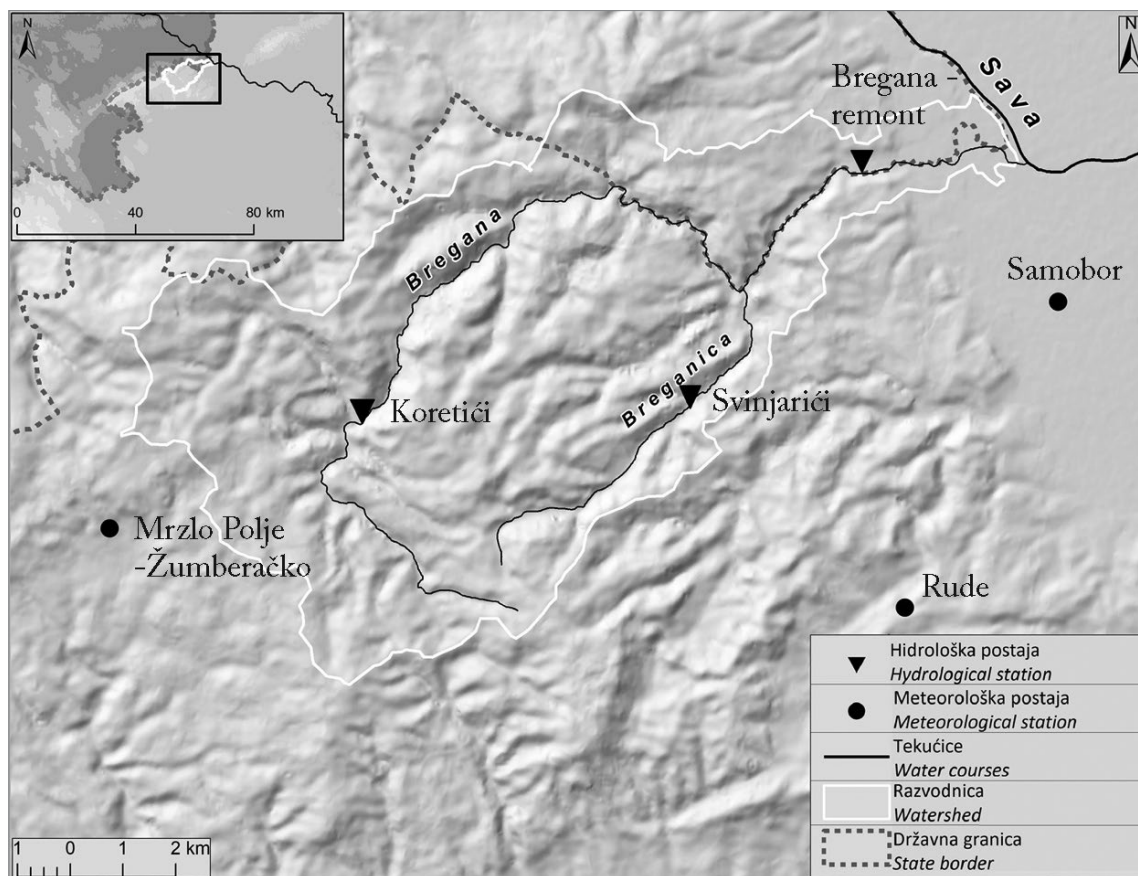 N
0 40 80 km
N
Sava
Bregana -
remont
Bregana
Samobor
Breganica
Koretići
Svinjarići
Mrzlo Polje
-Žumberačko
Rude
Hidrološka postaja
Hydrological station
Meteorološka postaja
Meteorological station
Tekućice
Water courses
Razvodnica
Watershed
Državna granica
State border
1 0 2 km